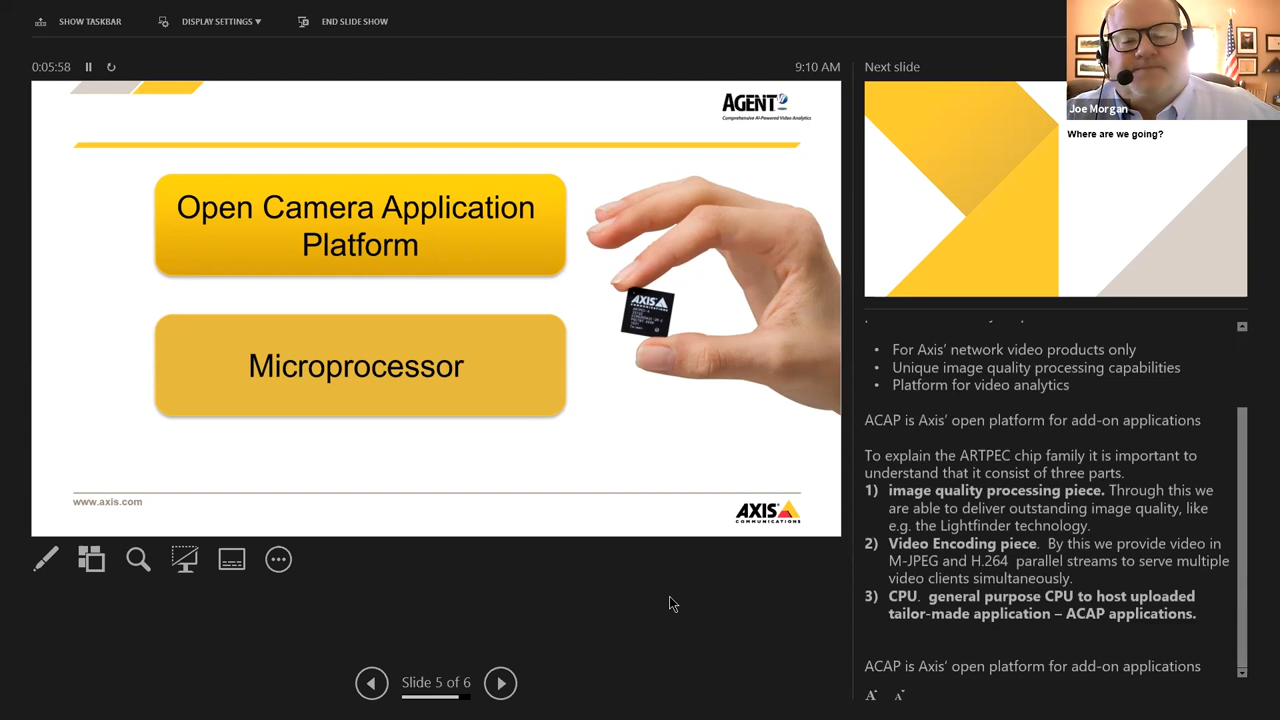 SHOW TASKBAR
DISPLAY SETTINGS
END SLIDE SHOW
0:05:58
9:10 AM
Next slide
Joe Morgan
AGENT
Comprehensive AI-Powered Video Analytics
Open Camera Application
Platform
Microprocessor
AXIS
COMMUNICATIONS
www.axis.com
AXIS
COMMUNICATIONS
Where are we going?
• For Axis’ network video products only
• Unique image quality processing capabilities
• Platform for video analytics
ACAP is Axis’ open platform for add-on applications
To explain the ARTPEC chip family it is important to
understand that it consist of three parts.
1) image quality processing piece. Through this we
are able to deliver outstanding image quality, like
e.g. the Lightfinder technology.
2) Video Encoding piece. By this we provide video in
M-JPEG and H.264 parallel streams to serve multiple
video clients simultaneously.
3) CPU. general purpose CPU to host uploaded
tailor-made application – ACAP applications.
ACAP is Axis’ open platform for add-on applications
A A
Slide 5 of 6